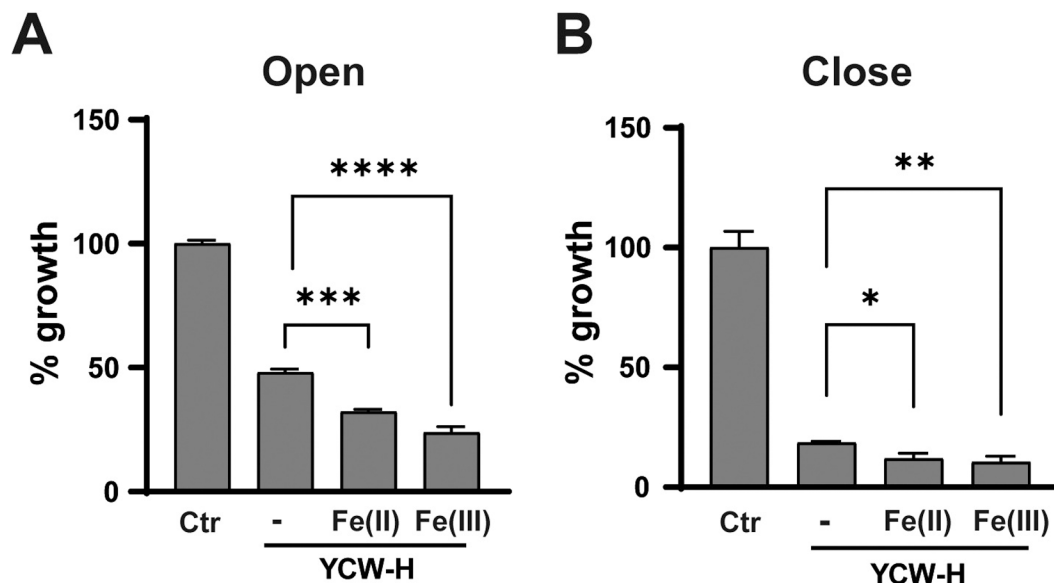 A
Open
150
100
50
0
% growth
****
***
Ctr - Fe(II) Fe(III)
YCW-H
B
Close
150
100
50
0
% growth
**
*
Ctr - Fe(II) Fe(III)
YCW-H